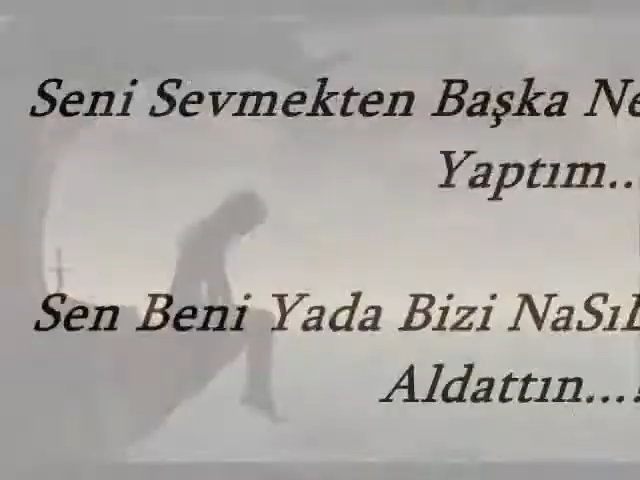 Seni Sevmekten Başka Ne
Yaptım...
Sen Beni Yada Bizi NaSıL
Aldattın...!